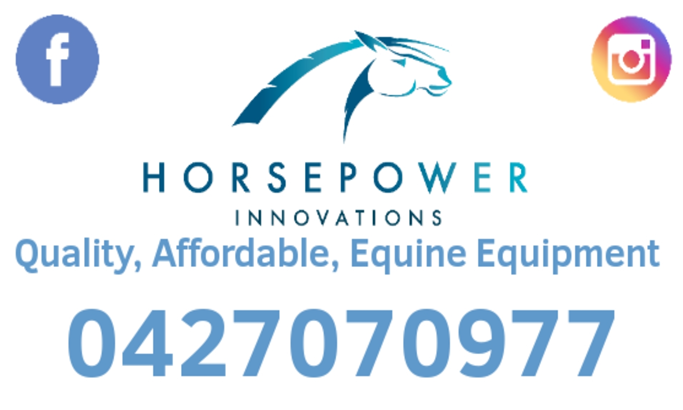 HORSEPOWER
INNOVATIONS
Quality, Affordable, Equine Equipment
0427070977